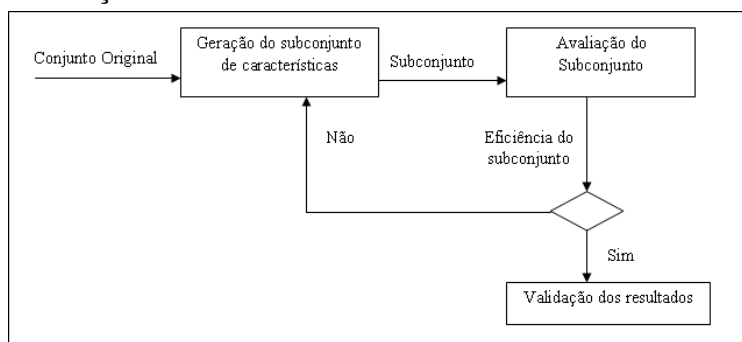 Geração do subconjunto
de características
Avaliação do
Subconjunto
Conjunto Original
Subconjunto
Não
Eficiência do
subconjunto
Sim
Validação dos resultados